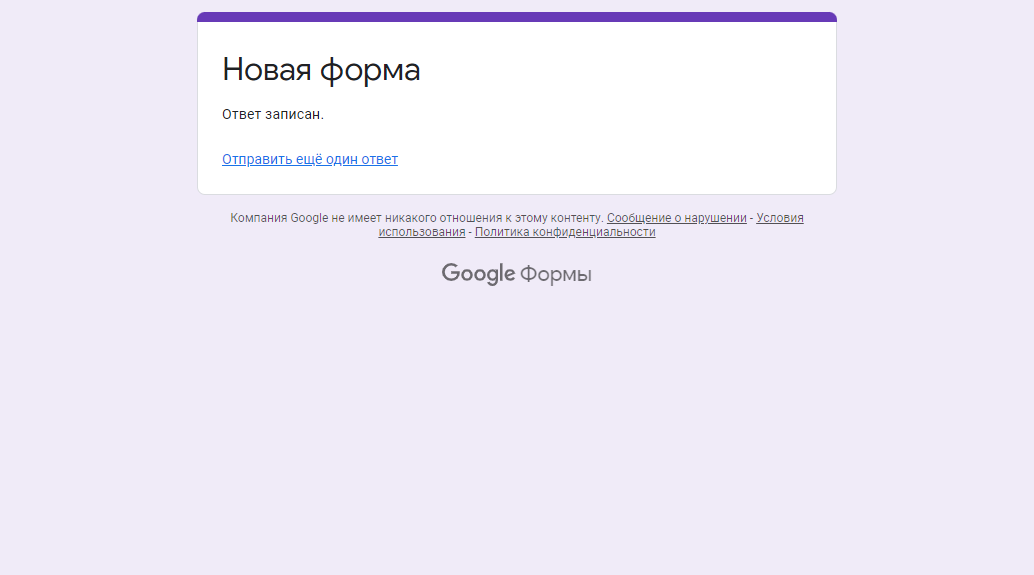 Новая форма
Ответ записан.
Отправить ещё один ответ
Компания Google не имеет никакого отношения к этому контенту. Сообщение о нарушении - Условия
использования - Политика конфиденциальности
Google Формы